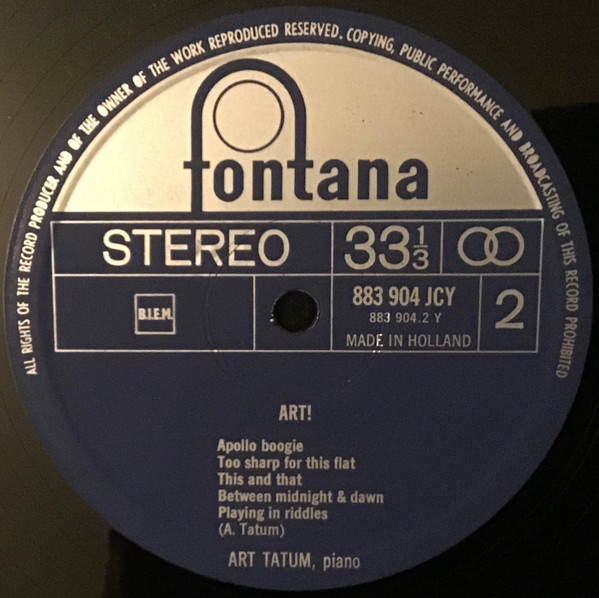 ALL RIGHTS OF THE RECORD PRODUCER AND OF THE OWNER OF THE WORK REPRODUCED RESERVED. COPYING, PUBLIC PERFORMANCE AND BROADCASTING OF THIS RECORD PROHIBITED
fontana
STEREO 33 1/3
B.I.E.M. 883 904 JCY 2
883 904.2 Y
MADE IN HOLLAND
ART!
Apollo boogie
Too sharp for this flat
This and that
Between midnight & dawn
Playing in riddles
(A. Tatum)
ART TATUM, piano